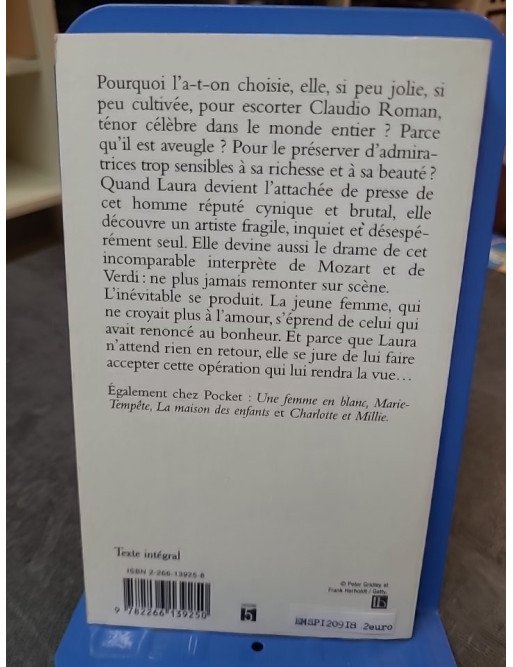 Pourquoi l'a-t-on choisie, elle, si peu jolie, si
peu cultivée, pour escorter Claudio Roman,
ténor célèbre dans le monde entier ? Parce
qu'il est aveugle ? Pour le préserver d'admira-
trices trop sensibles à sa richesse et à sa beauté ?
Quand Laura devient l'attachée de presse de
cet homme réputé cynique et brutal, elle
découvre un artiste fragile, inquiet et désespé-
rément seul. Elle devine aussi le drame de cet
incomparable interprète de Mozart et de
Verdi : ne plus jamais remonter sur scène.
L'inévitable se produit. La jeune femme, qui
ne croyait plus à l'amour, s'éprend de celui qui
avait renoncé au bonheur. Et parce que Laura
n'attend rien en retour, elle se jure de lui faire
accepter cette opération qui lui rendra la vue...
Également chez Pocket : Une femme en blanc, Marie-
Tempête, La maison des enfants et Charlotte et Millie.
Texte intégral
ISBN 2-266-13925-8
© Peter Gridley et
Frank Herholdt / Getty.
9 782266 139250
5
EMSPI209I8 2euro